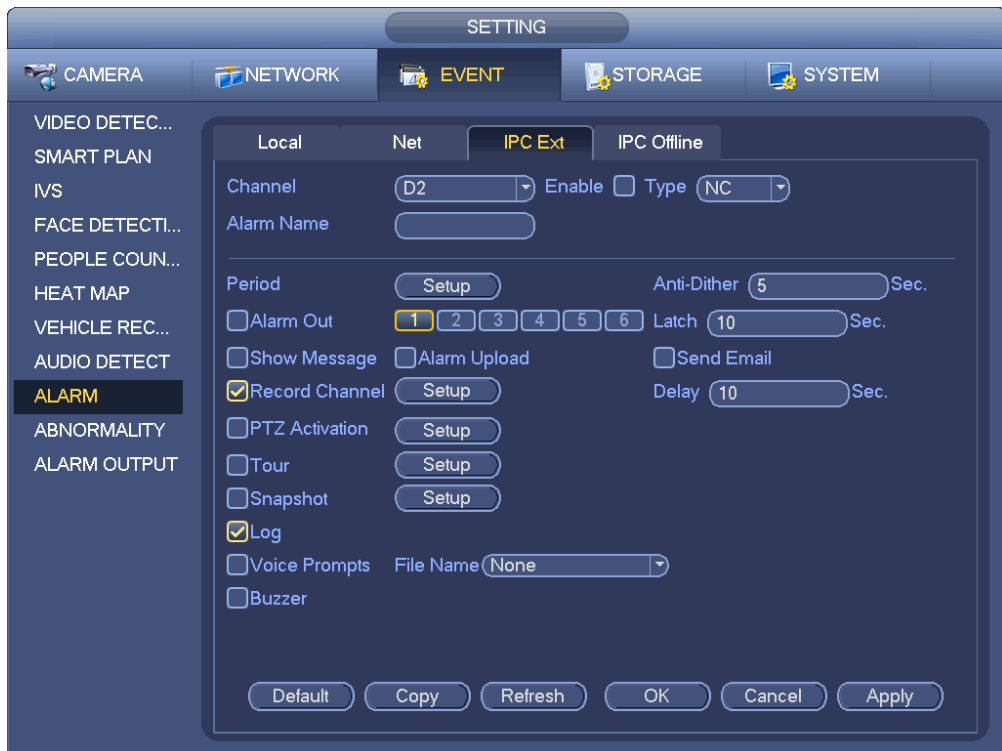 SETTING
CAMERA NETWORK EVENT STORAGE SYSTEM
VIDEO DETEC...
SMART PLAN
IVS
FACE DETECTI...
PEOPLE COUN...
HEAT MAP
VEHICLE REC...
AUDIO DETECT
ALARM
ABNORMALITY
ALARM OUTPUT
Local Net IPC Ext IPC Offline
Channel D2 Enable Type NC
Alarm Name
Period Setup Anti-Dither 5 Sec.
Alarm Out 1 2 3 4 5 6 Latch 10 Sec.
Show Message Alarm Upload Send Email
Record Channel Setup Delay 10 Sec.
PTZ Activation Setup
Tour Setup
Snapshot Setup
Log
Voice Prompts File Name None
Buzzer
Default Copy Refresh OK Cancel Apply